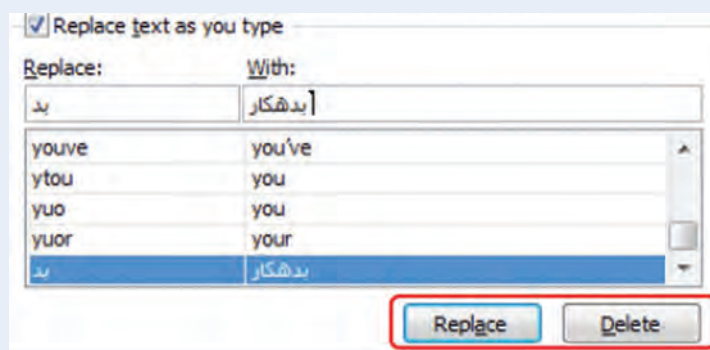 Replace text as you type
Replace: With:
بد بدهکار
youve you've
ytou you
yuo you
yuor your
بد بدهکار
Replace Delete